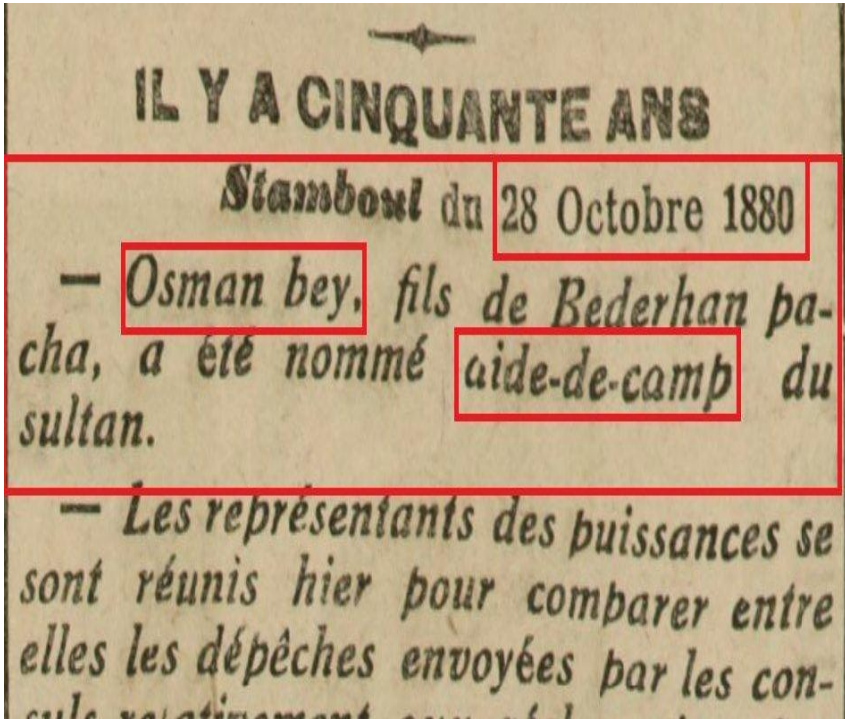 IL Y A CINQUANTE ANS
Stamboul du 28 Octobre 1880
— Osman bey, fils de Bederhan pa-
cha, a été nommé aide-de-camp du
sultan.
— Les représentants des puissances se
sont réunis hier pour comparer entre
elles les dépêches envoyées par les con-